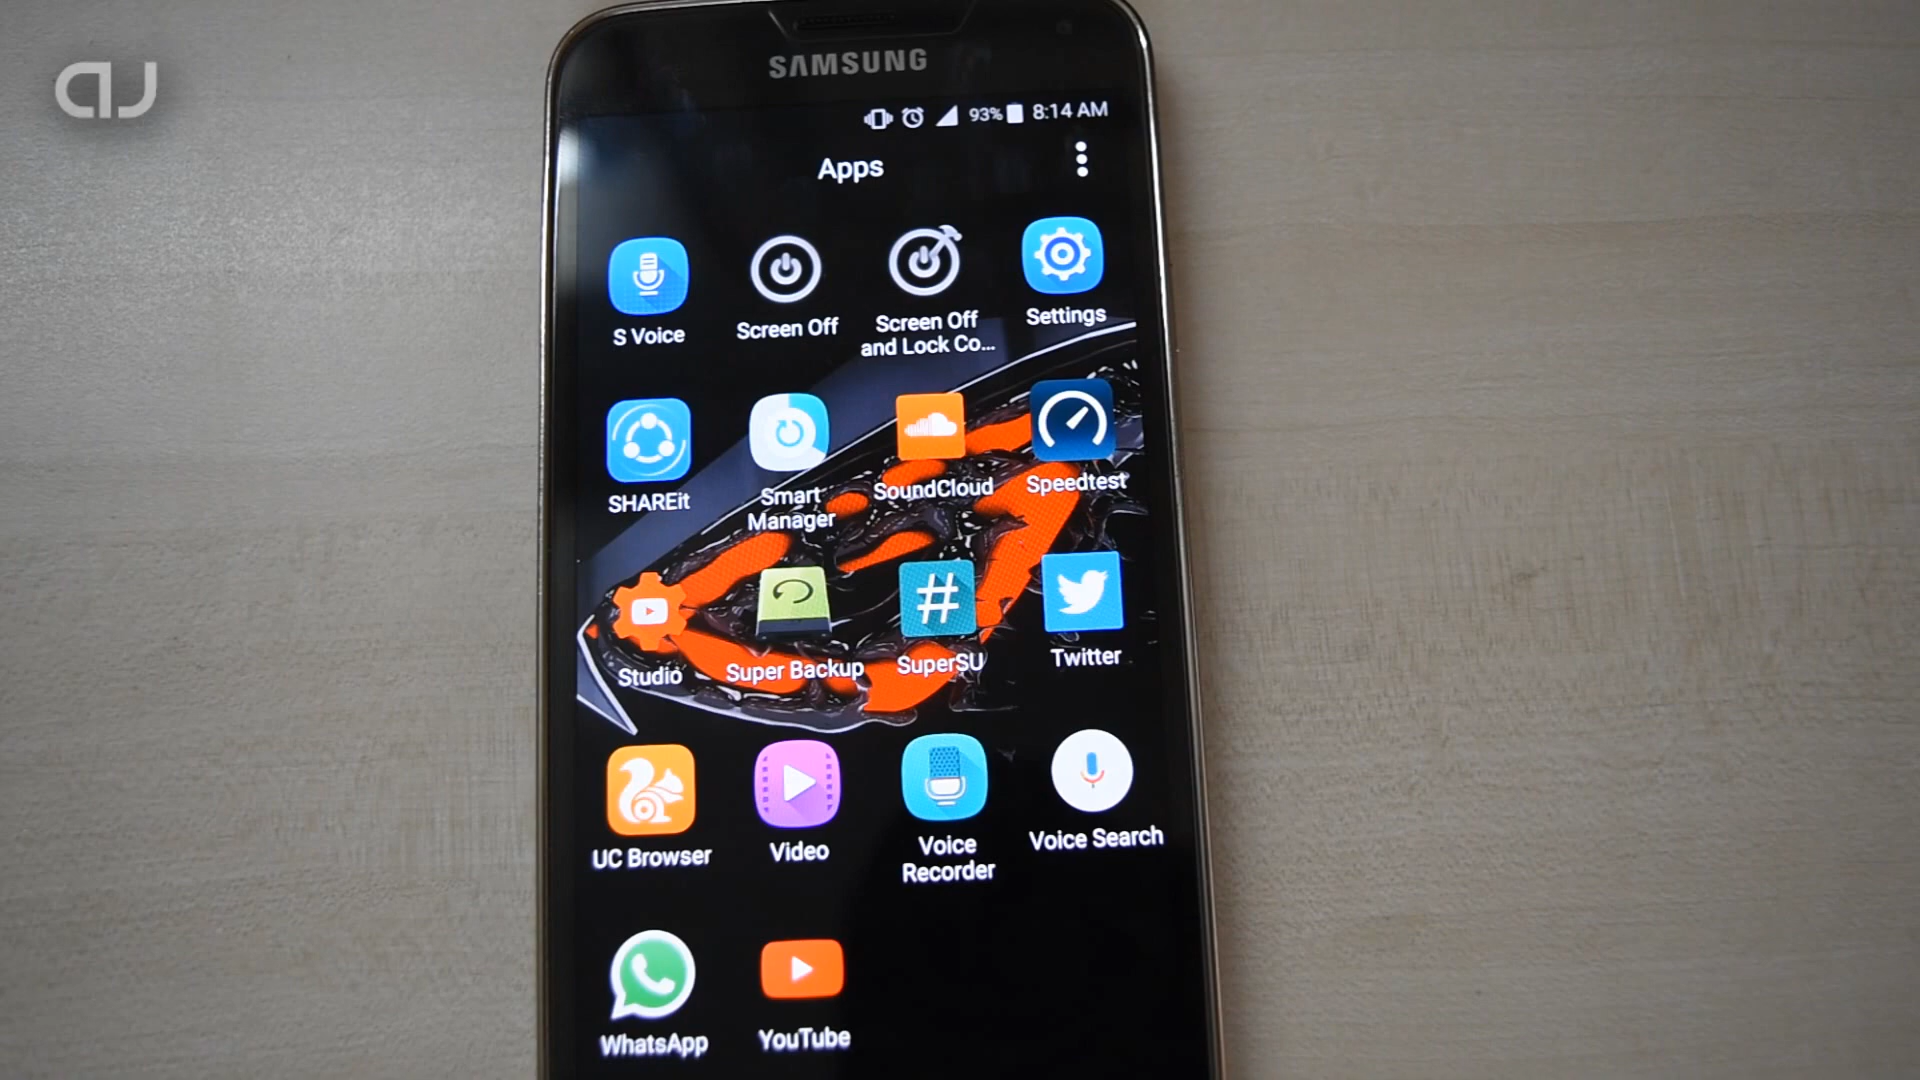 aJ
SAMSUNG
93% 8:14 AM
Apps
S Voice
Screen Off
Screen Off
and Lock Co...
Settings
SHAREit
Smart
Manager
SoundCloud
Speedtest
Studio
Super Backup
#
SuperSU
Twitter
UC Browser
Video
Voice
Recorder
Voice Search
WhatsApp
YouTube